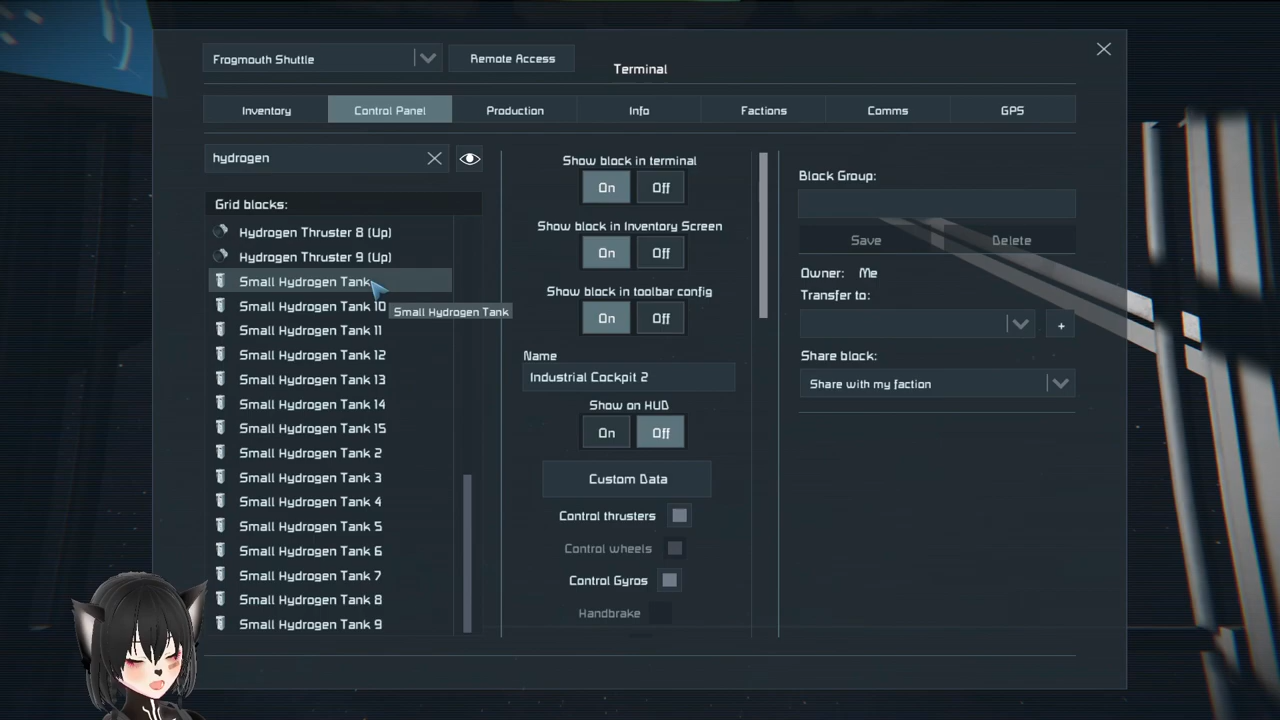 Frogmouth Shuttle
Remote Access
Terminal
Inventory
Control Panel
Production
Info
Factions
Comms
GPS
hydrogen
Grid blocks:
Hydrogen Thruster 8 (Up)
Hydrogen Thruster 9 (Up)
Small Hydrogen Tank
Small Hydrogen Tank 10
Small Hydrogen Tank
Small Hydrogen Tank 11
Small Hydrogen Tank 12
Small Hydrogen Tank 13
Small Hydrogen Tank 14
Small Hydrogen Tank 15
Small Hydrogen Tank 2
Small Hydrogen Tank 3
Small Hydrogen Tank 4
Small Hydrogen Tank 5
Small Hydrogen Tank 6
Small Hydrogen Tank 7
Small Hydrogen Tank 8
Small Hydrogen Tank 9
Show block in terminal
On Off
Show block in Inventory Screen
On Off
Show block in toolbar config
On Off
Name
Industrial Cockpit 2
Show on HUD
On Off
Custom Data
Control thrusters
Control wheels
Control Gyros
Handbrake
Block Group:
Save
Delete
Owner: Me
Transfer to:
+
Share block:
Share with my faction